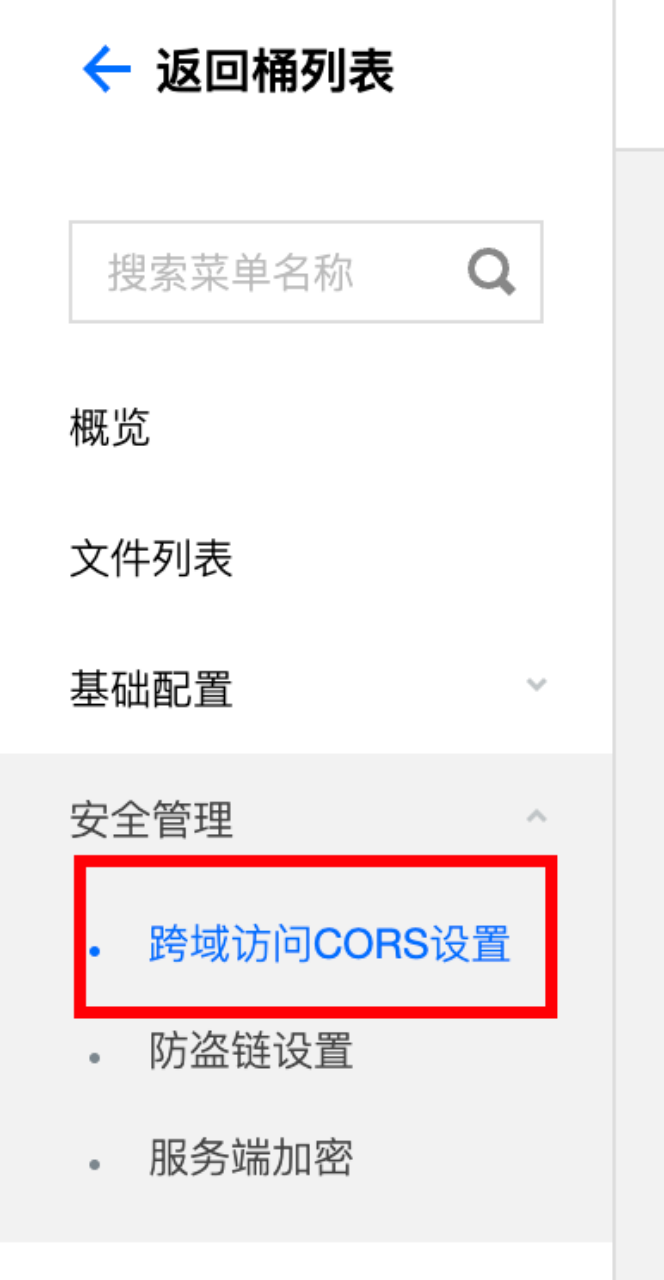 返回桶列表
搜索菜单名称
概览
文件列表
基础配置
安全管理
跨域访问CORS设置
防盗链设置
服务端加密